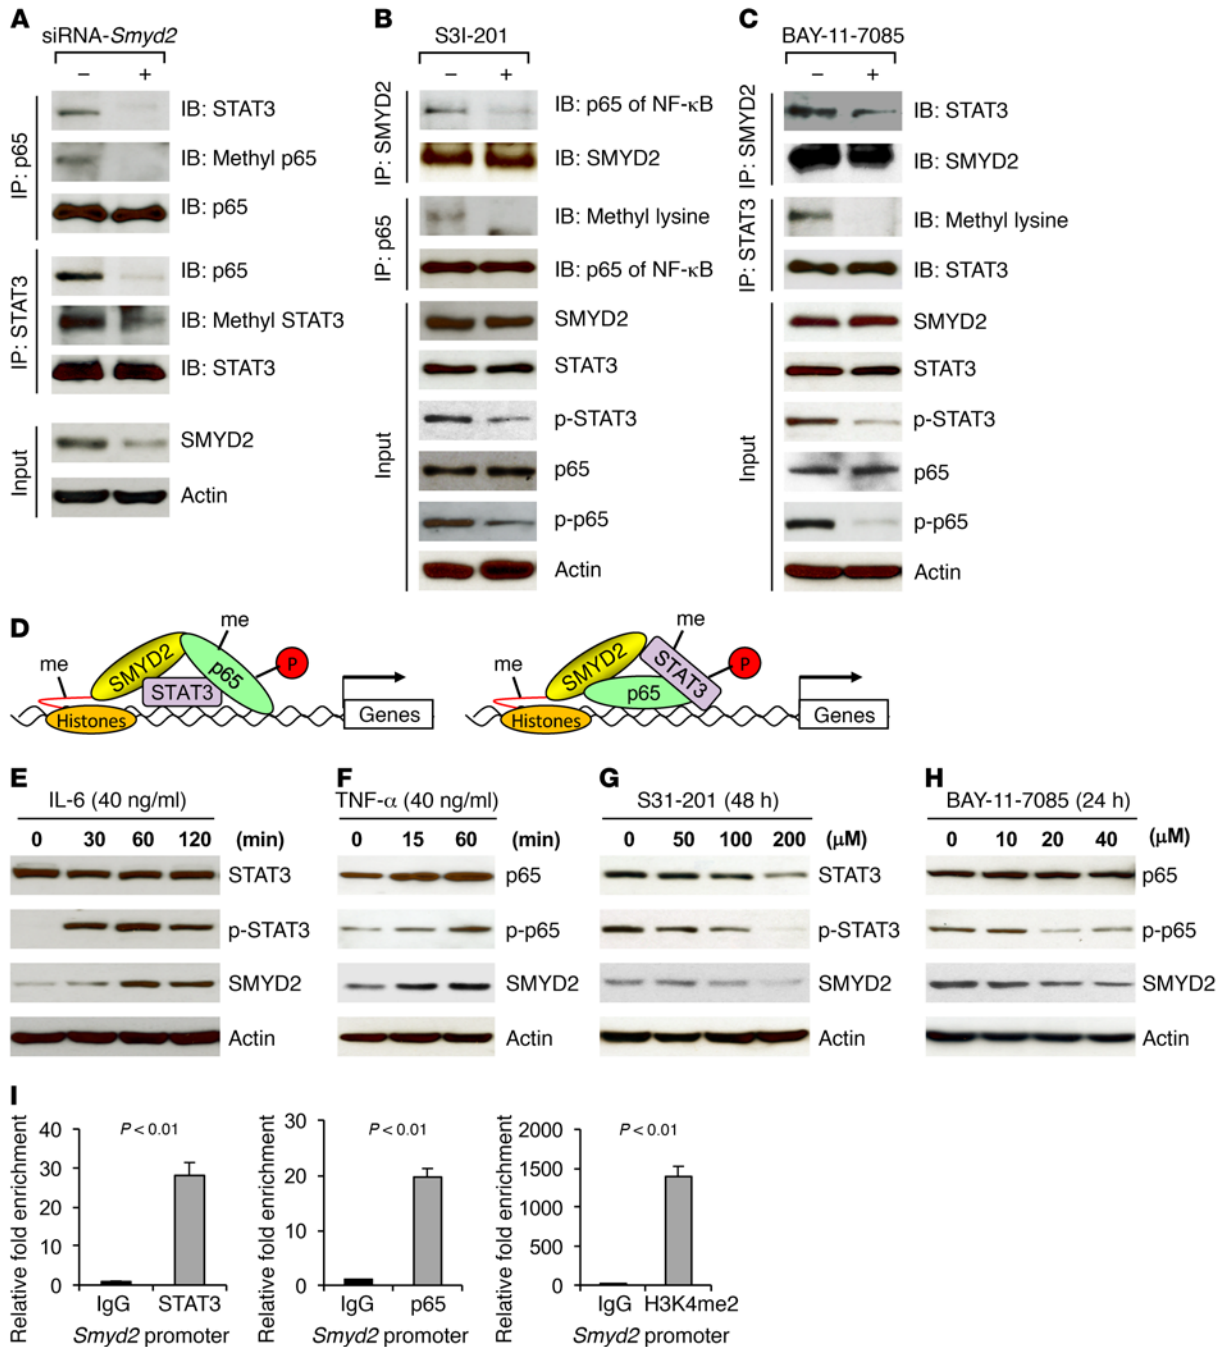 A
siRNA-Smyd2
– +
IP: p65
IB: STAT3
IB: Methyl p65
IB: p65
IP: STAT3
IB: p65
IB: Methyl STAT3
IB: STAT3
Input
SMYD2
Actin
B
S3I-201
– +
IP: SMYD2
IB: p65 of NF-κB
IB: SMYD2
IP: p65
IB: Methyl lysine
IB: p65 of NF-κB
Input
SMYD2
STAT3
p-STAT3
p65
p-p65
Actin
C
BAY-11-7085
– +
IP: SMYD2
IB: STAT3
IB: SMYD2
IP: STAT3
IB: Methyl lysine
IB: STAT3
Input
SMYD2
STAT3
p-STAT3
p65
p-p65
Actin
D
me
me
SMYD2
p65
P
STAT3
Histones
Genes
me
me
SMYD2
STAT3
P
p65
Histones
Genes
E
IL-6 (40 ng/ml)
0 30 60 120 (min)
STAT3
p-STAT3
SMYD2
Actin
F
TNF-α (40 ng/ml)
0 15 60 (min)
p65
p-p65
SMYD2
Actin
G
S31-201 (48 h)
0 50 100 200 (μM)
STAT3
p-STAT3
SMYD2
Actin
H
BAY-11-7085 (24 h)
0 10 20 40 (μM)
p65
p-p65
SMYD2
Actin
I
Relative fold enrichment
40
30
20
10
0
P < 0.01
IgG STAT3
Smyd2 promoter
Relative fold enrichment
30
20
10
0
P < 0.01
IgG p65
Smyd2 promoter
Relative fold enrichment
2000
1500
1000
500
0
P < 0.01
IgG H3K4me2
Smyd2 promoter